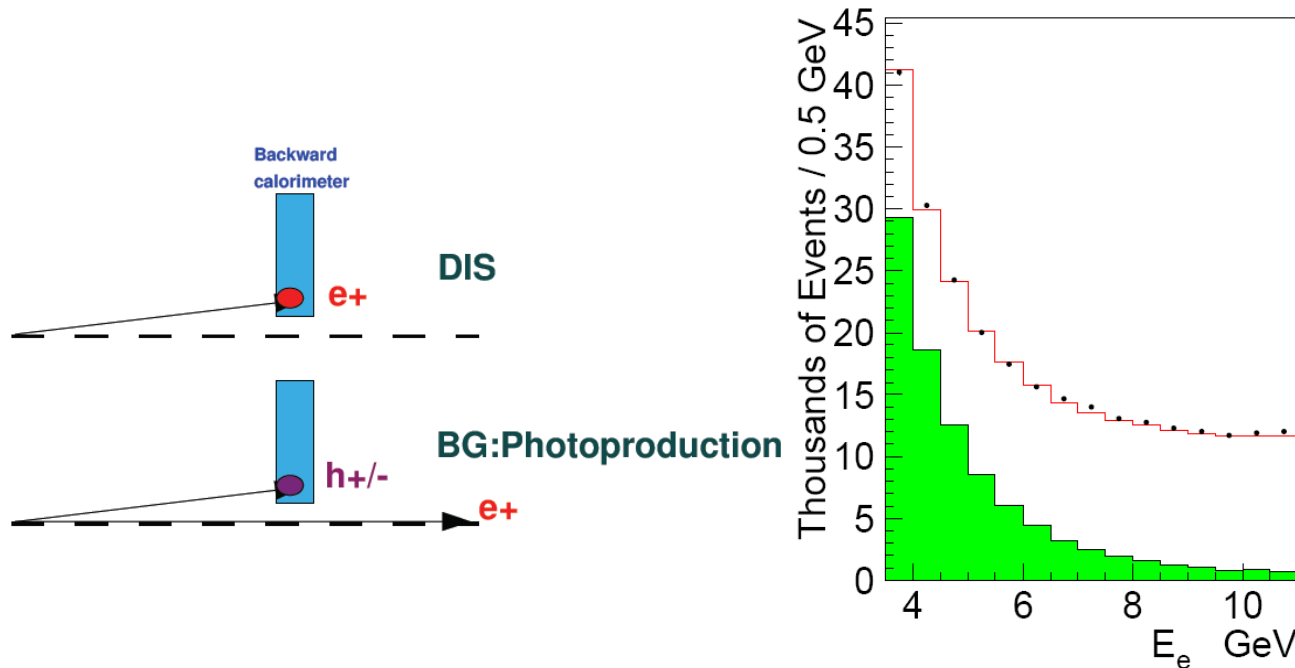 Backward
calorimeter
DIS
e+
BG:Photoproduction
h+/-
e+
Thousands of Events / 0.5 GeV
45
40
35
30
25
20
15
10
5
0
4 6 8 10
E_e GeV